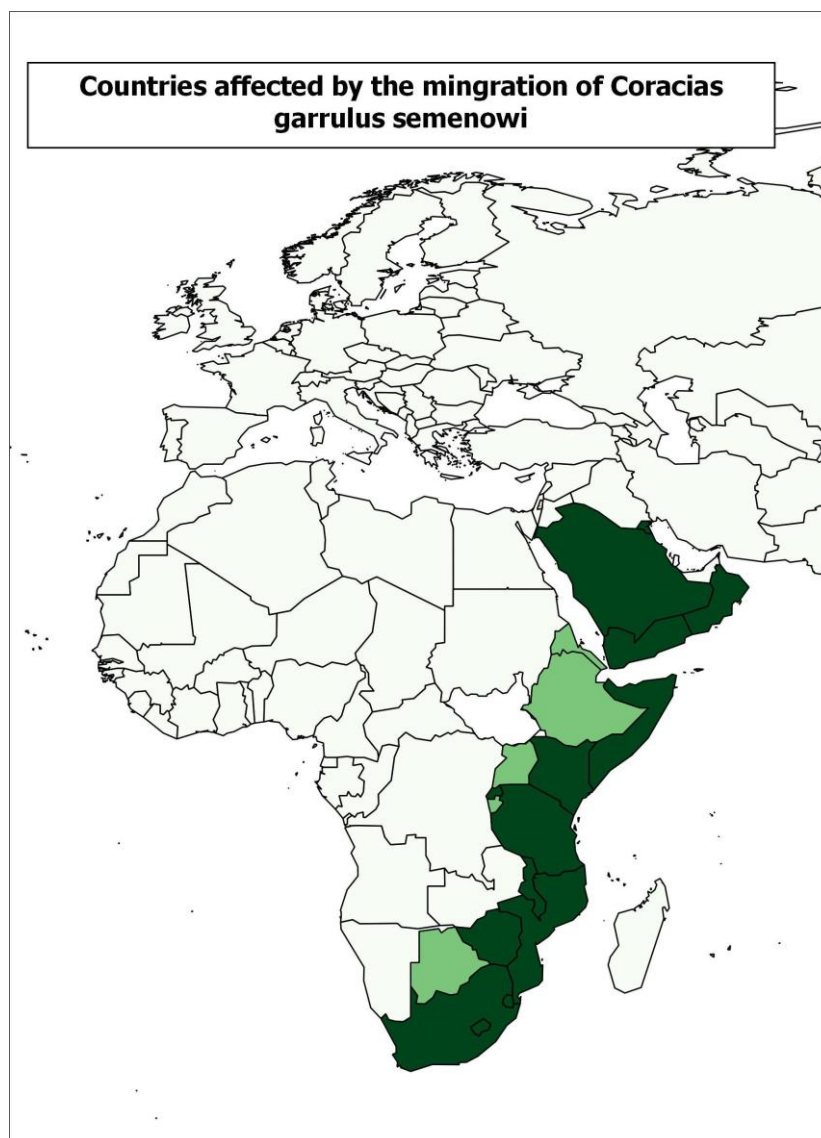 Countries affected by the mingration of Coracias
garrulus semenowi